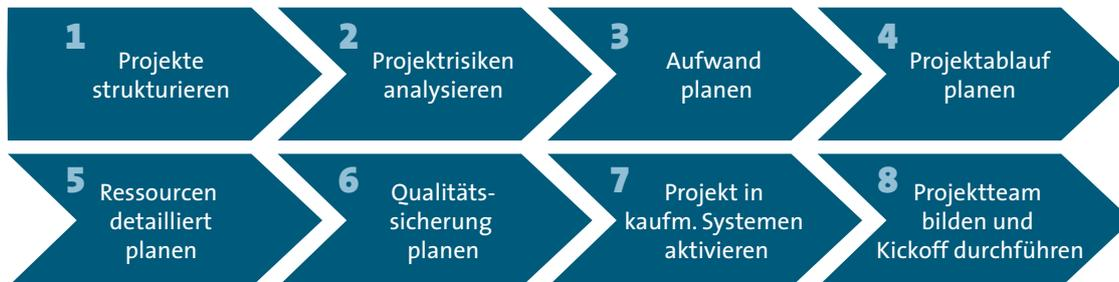 1
Projekte
strukturieren
2
Projektrisiken
analysieren
3
Aufwand
planen
4
Projektablauf
planen
5
Ressourcen
detailliert
planen
6
Qualitäts-
sicherung
planen
7
Projekt in
kaufm. Systemen
aktivieren
8
Projektteam
bilden und
Kickoff durchführen